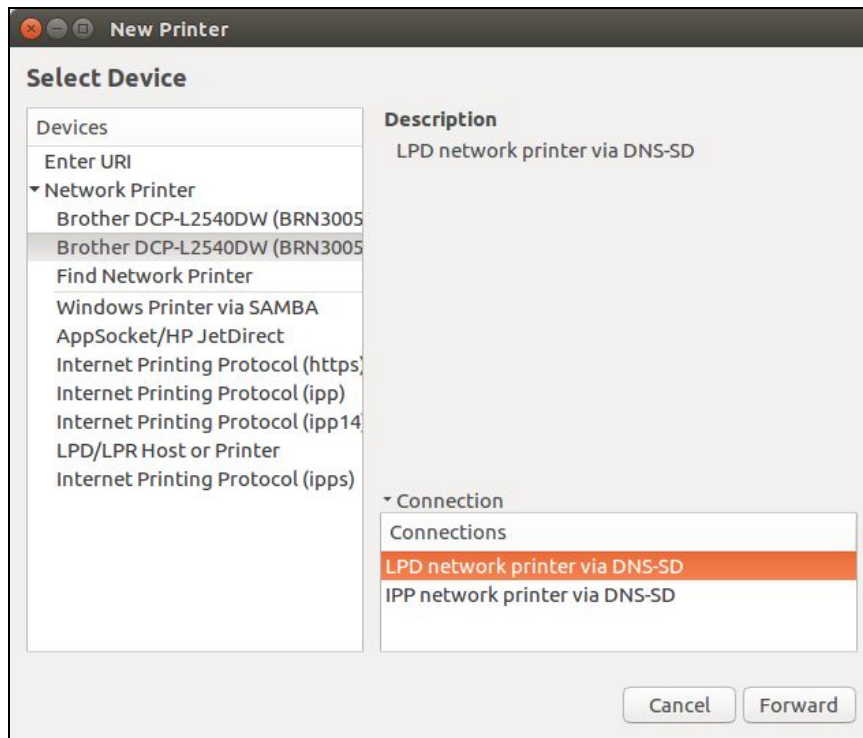 New Printer
Select Device
Devices
Enter URI
Network Printer
Brother DCP-L2540DW (BRN3005
Brother DCP-L2540DW (BRN3005
Find Network Printer
Windows Printer via SAMBA
AppSocket/HP JetDirect
Internet Printing Protocol (https)
Internet Printing Protocol (ipp)
Internet Printing Protocol (ipp14
LPD/LPR Host or Printer
Internet Printing Protocol (ipps)
Description
LPD network printer via DNS-SD
Connection
Connections
LPD network printer via DNS-SD
IPP network printer via DNS-SD
Cancel
Forward